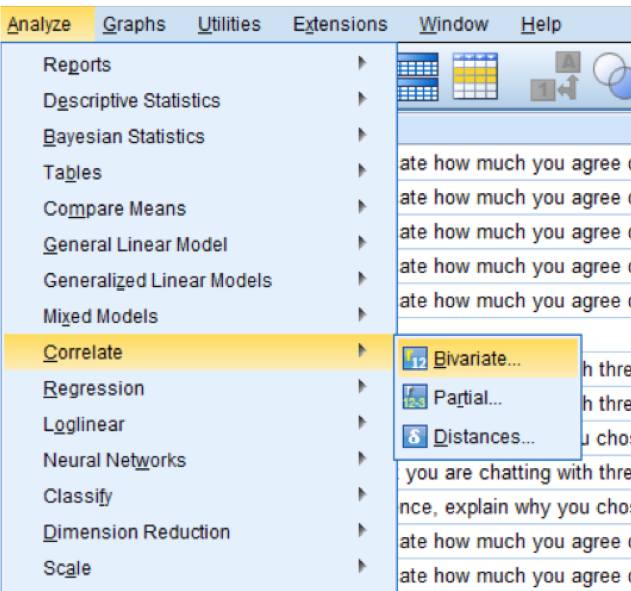 Analyze Graphs Utilities Extensions Window Help
Reports
Descriptive Statistics
Bayesian Statistics
Tables
Compare Means
General Linear Model
Generalized Linear Models
Mixed Models
Correlate
Regression
Loglinear
Neural Networks
Classify
Dimension Reduction
Scale
A
1
12 Bivariate...
12-3 Partial...
δ Distances...
ate how much you agree
ate how much you agree
ate how much you agree
ate how much you agree
ate how much you agree
h thre
h thre
u chos
you are chatting with thre
nce, explain why you chos
ate how much you agree
ate how much you agree